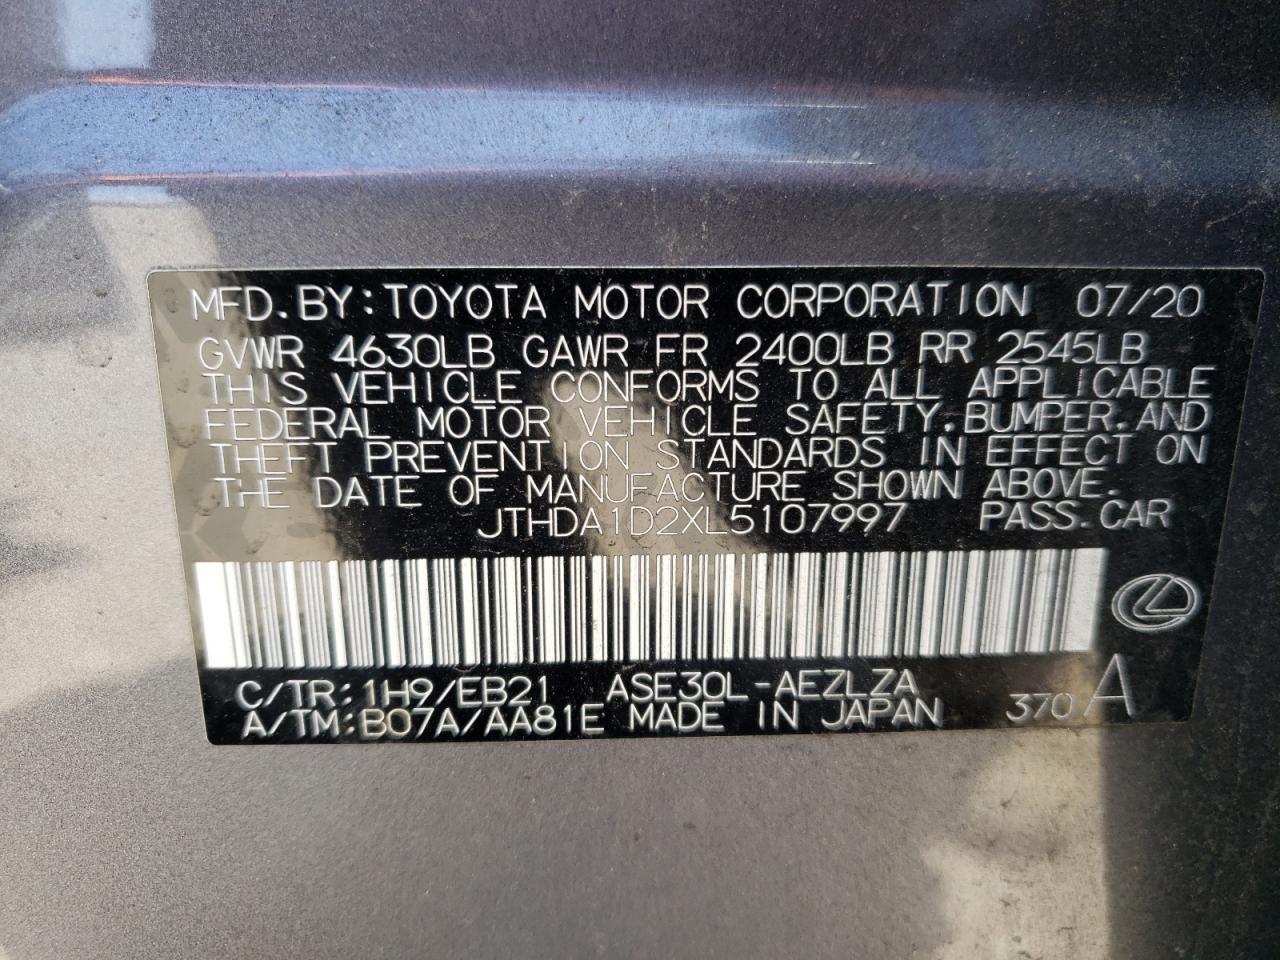 MFD.BY:TOYOTA MOTOR CORPORATION 07/20
GVWR 4630LB GAWR FR 2400LB RR 2545LB
THIS VEHICLE CONFORMS TO ALL APPLICABLE
FEDERAL MOTOR VEHICLE SAFETY.BUMPER.AND
THEFT PREVENTION STANDARDS IN EFFECT ON
THE DATE OF MANUFACTURE SHOWN ABOVE.
JTHDA1D2XL5107997 PASS.CAR
C/TR:1H9/EB21 ASE30L-AEZLZA
A/TM:B07A/AA81E MADE IN JAPAN 370 A